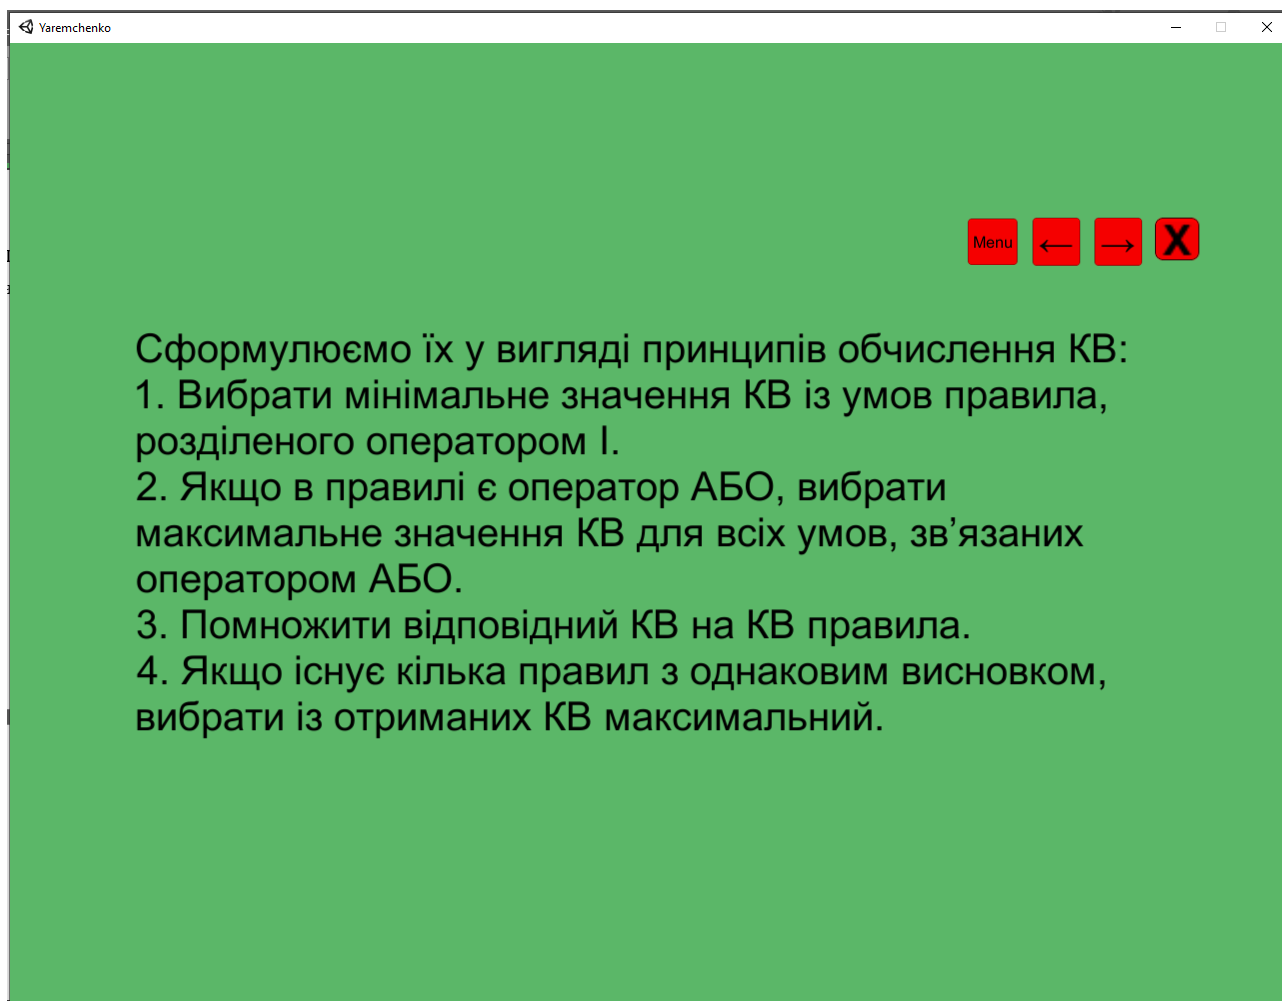 Yaremchenko
Menu ← → X
Сформулюємо їх у вигляді принципів обчислення КВ:
1. Вибрати мінімальне значення КВ із умов правила,
розділеного оператором І.
2. Якщо в правилі є оператор АБО, вибрати
максимальне значення КВ для всіх умов, зв’язаних
оператором АБО.
3. Помножити відповідний КВ на КВ правила.
4. Якщо існує кілька правил з однаковим висновком,
вибрати із отриманих КВ максимальний.